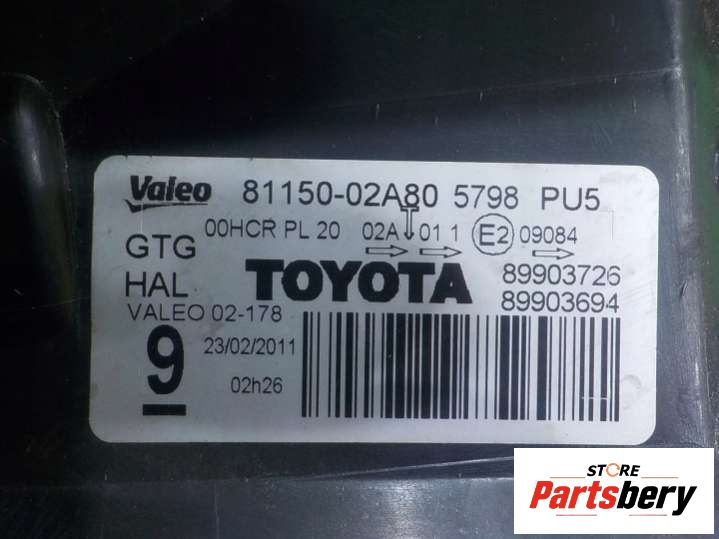 Valeo 81150-02A80 5798 PU5
00HCR PL 20 02A 01 1 E2 09084
GTG
HAL TOYOTA 89903726
89903694
VALEO 02-178
9 23/02/2011
02h26
STORE
Partsbery